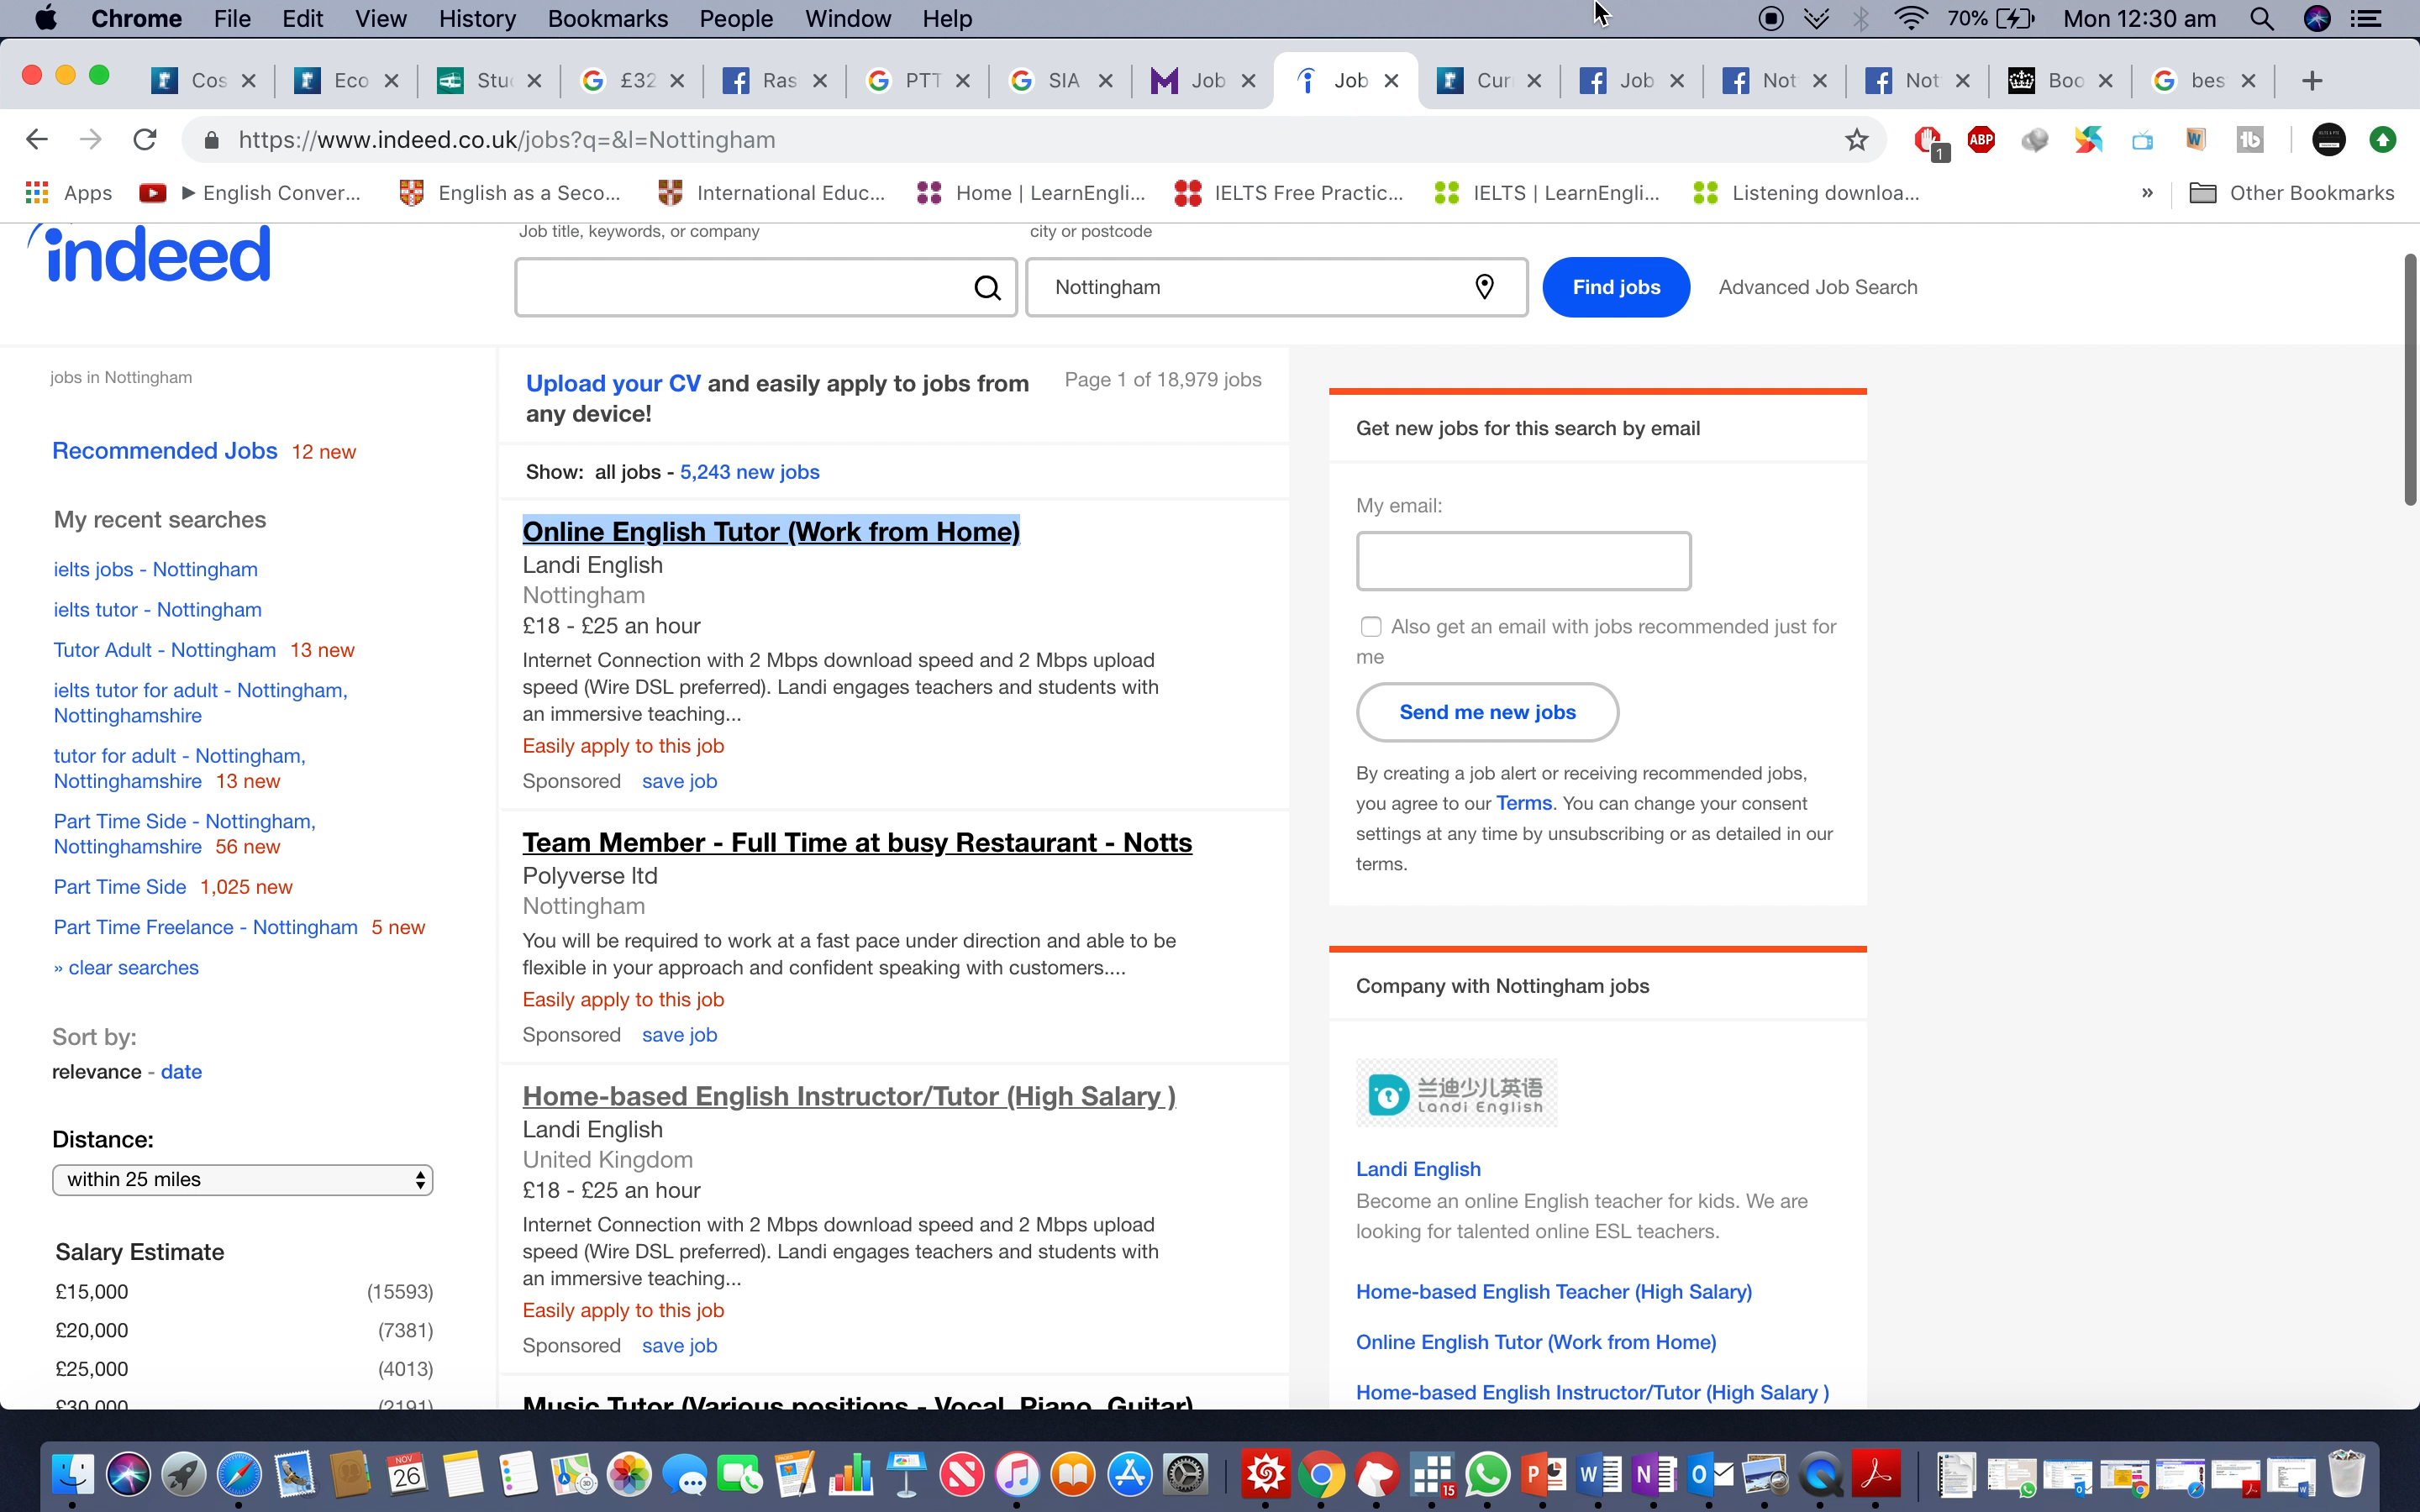 Chrome File Edit View History Bookmarks People Window Help 70% Mon 12:30 am
Cos Eco Stu £32 Ras PTT SIA Job Job Cur Job Not Not Boo bes
https://www.indeed.co.uk/jobs?q=&l=Nottingham 1 ABP
Apps ▶ English Conver... English as a Seco... International Educ... Home | LearnEngli... IELTS Free Practic... IELTS | LearnEngli... Listening downloa... » Other Bookmarks
indeed
Job title, keywords, or company
city or postcode
Nottingham
Find jobs
Advanced Job Search
jobs in Nottingham
Recommended Jobs 12 new
My recent searches
ielts jobs - Nottingham
ielts tutor - Nottingham
Tutor Adult - Nottingham 13 new
ielts tutor for adult - Nottingham,
Nottinghamshire
tutor for adult - Nottingham,
Nottinghamshire 13 new
Part Time Side - Nottingham,
Nottinghamshire 56 new
Part Time Side 1,025 new
Part Time Freelance - Nottingham 5 new
» clear searches
Sort by:
relevance - date
Distance:
within 25 miles
Salary Estimate
£15,000 (15593)
£20,000 (7381)
£25,000 (4013)
£30,000 (2191)
Upload your CV and easily apply to jobs from
any device!
Page 1 of 18,979 jobs
Show: all jobs - 5,243 new jobs
Online English Tutor (Work from Home)
Landi English
Nottingham
£18 - £25 an hour
Internet Connection with 2 Mbps download speed and 2 Mbps upload
speed (Wire DSL preferred). Landi engages teachers and students with
an immersive teaching...
Easily apply to this job
Sponsored save job
Team Member - Full Time at busy Restaurant - Notts
Polyverse ltd
Nottingham
You will be required to work at a fast pace under direction and able to be
flexible in your approach and confident speaking with customers....
Easily apply to this job
Sponsored save job
Home-based English Instructor/Tutor (High Salary )
Landi English
United Kingdom
£18 - £25 an hour
Internet Connection with 2 Mbps download speed and 2 Mbps upload
speed (Wire DSL preferred). Landi engages teachers and students with
an immersive teaching...
Easily apply to this job
Sponsored save job
Music Tutor (Various positions - Vocal, Piano, Guitar)
Get new jobs for this search by email
My email:
Also get an email with jobs recommended just for
me
Send me new jobs
By creating a job alert or receiving recommended jobs,
you agree to our Terms. You can change your consent
settings at any time by unsubscribing or as detailed in our
terms.
Company with Nottingham jobs
兰迪少儿英语
Landi English
Landi English
Become an online English teacher for kids. We are
looking for talented online ESL teachers.
Home-based English Teacher (High Salary)
Online English Tutor (Work from Home)
Home-based English Instructor/Tutor (High Salary )
NOV
26
15